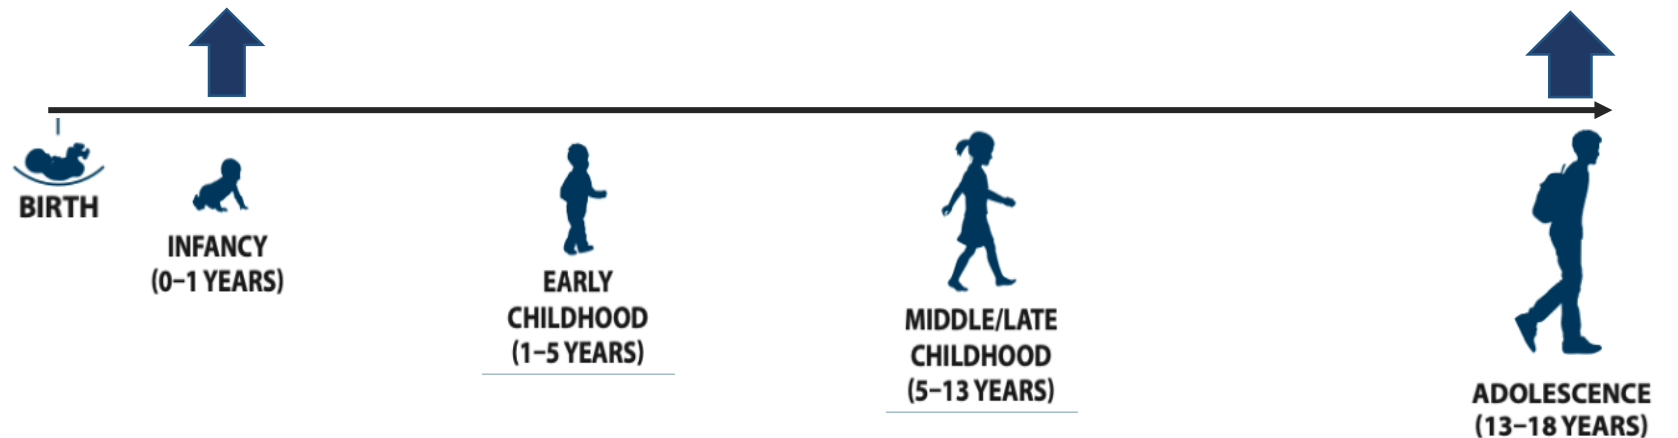 BIRTH
INFANCY
(0–1 YEARS)
EARLY
CHILDHOOD
(1–5 YEARS)
MIDDLE/LATE
CHILDHOOD
(5–13 YEARS)
ADOLESCENCE
(13–18 YEARS)